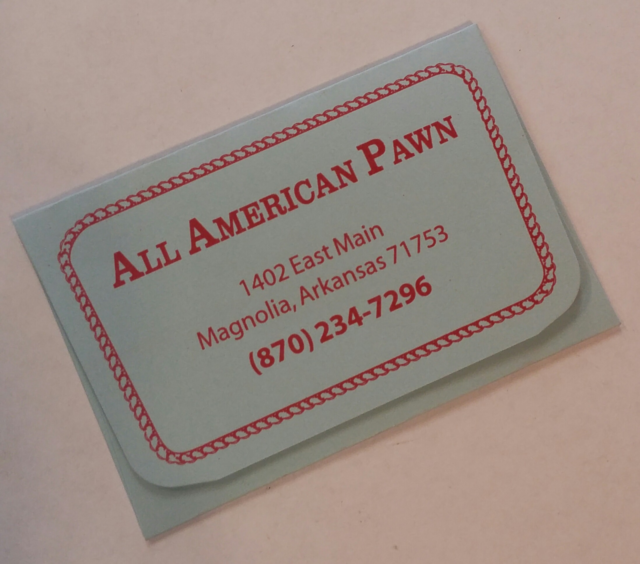 All American Pawn
1402 East Main
Magnolia, Arkansas 71753
(870) 234-7296